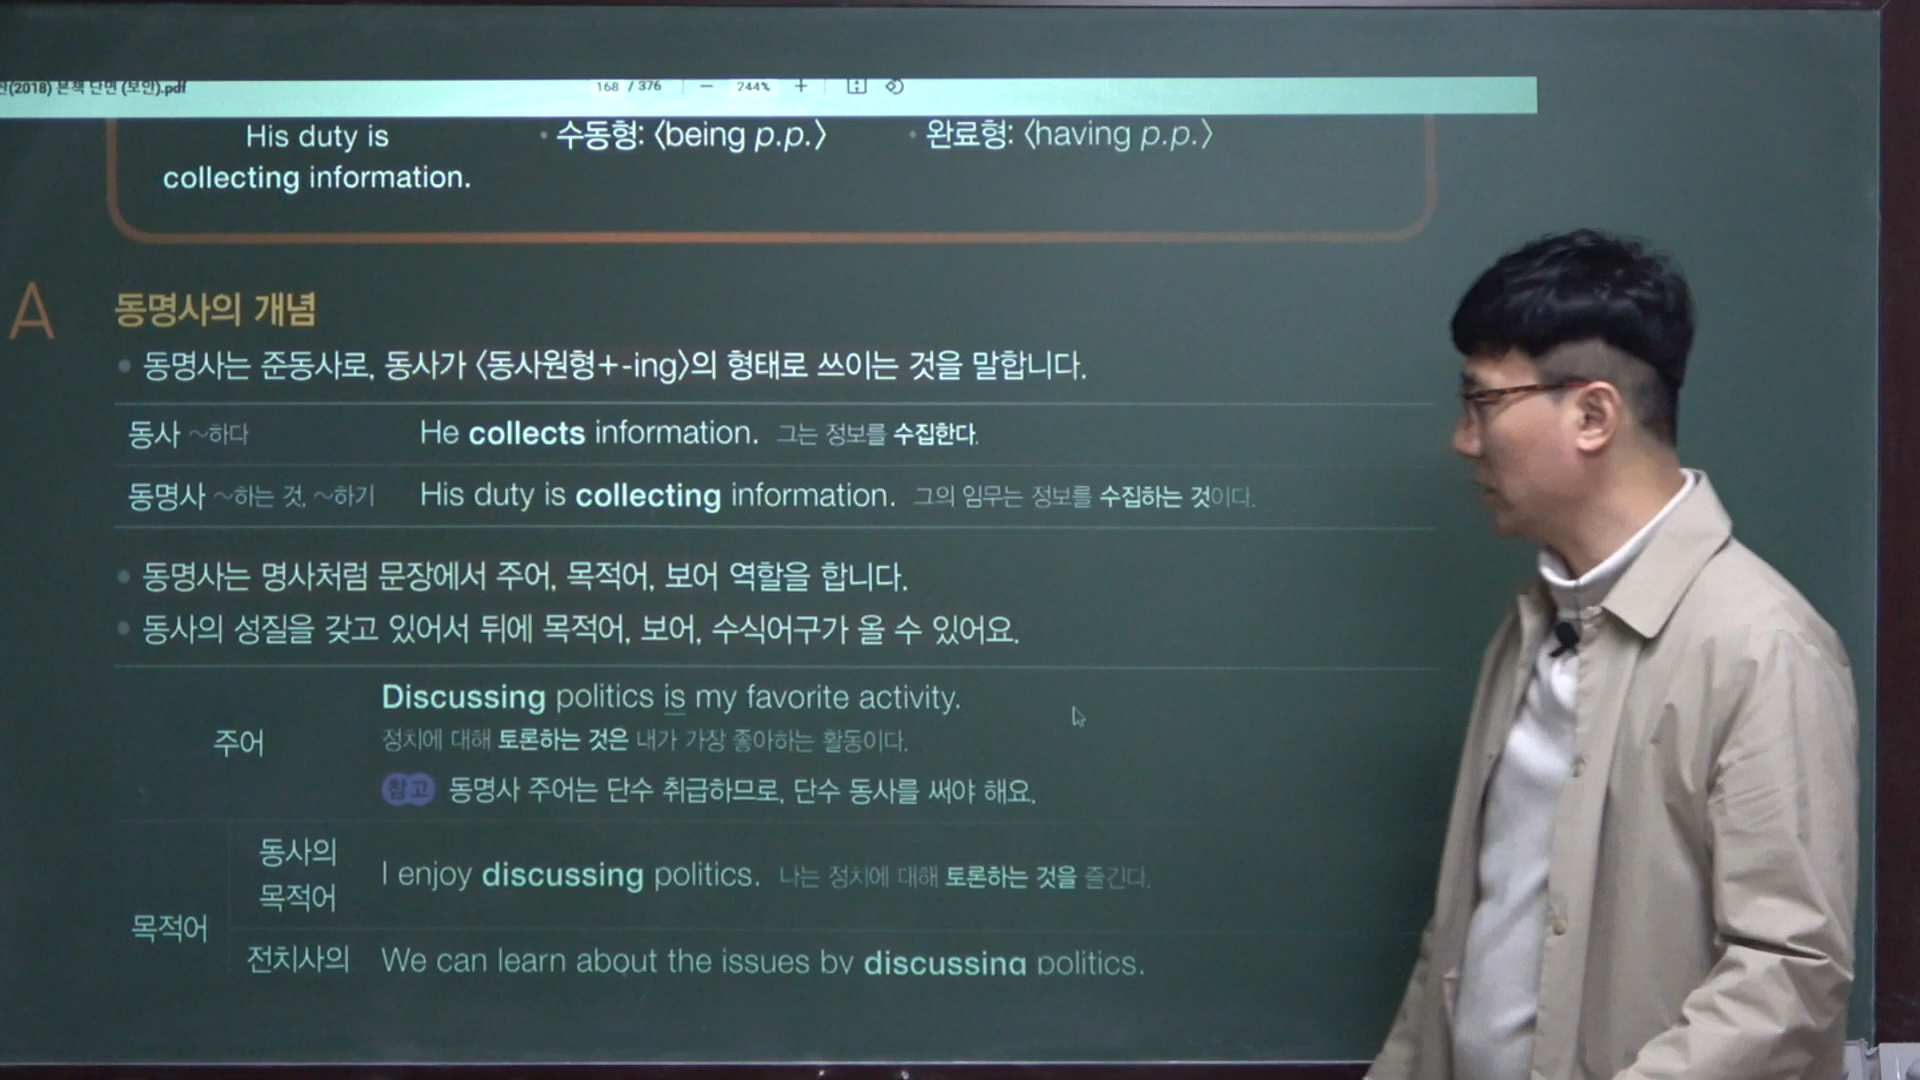 (2018) 본책 단면 (보안).pdf
168 / 376 − 244% +
His duty is
collecting information.
• 수동형: 〈being p.p.〉
• 완료형: 〈having p.p.〉
A 동명사의 개념
• 동명사는 준동사로, 동사가 〈동사원형+-ing〉의 형태로 쓰이는 것을 말합니다.
동사 ~하다 He collects information. 그는 정보를 수집한다.
동명사 ~하는 것, ~하기 His duty is collecting information. 그의 임무는 정보를 수집하는 것이다.
• 동명사는 명사처럼 문장에서 주어, 목적어, 보어 역할을 합니다.
• 동사의 성질을 갖고 있어서 뒤에 목적어, 보어, 수식어구가 올 수 있어요.
주어
Discussing politics is my favorite activity.
정치에 대해 토론하는 것은 내가 가장 좋아하는 활동이다.
참고 동명사 주어는 단수 취급하므로, 단수 동사를 써야 해요.
목적어
동사의
목적어
I enjoy discussing politics. 나는 정치에 대해 토론하는 것을 즐긴다.
전치사의 We can learn about the issues by discussing politics.